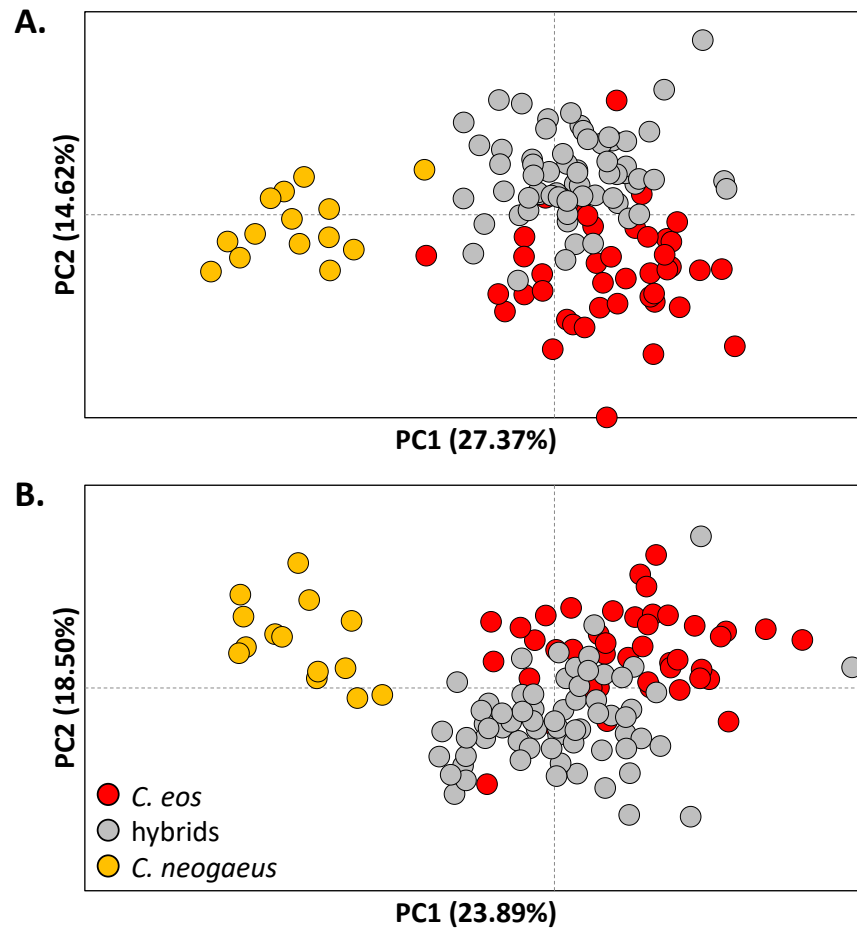 A.
PC2 (14.62%)
PC1 (27.37%)
B.
PC2 (18.50%)
C. eos
hybrids
C. neogaeus
PC1 (23.89%)